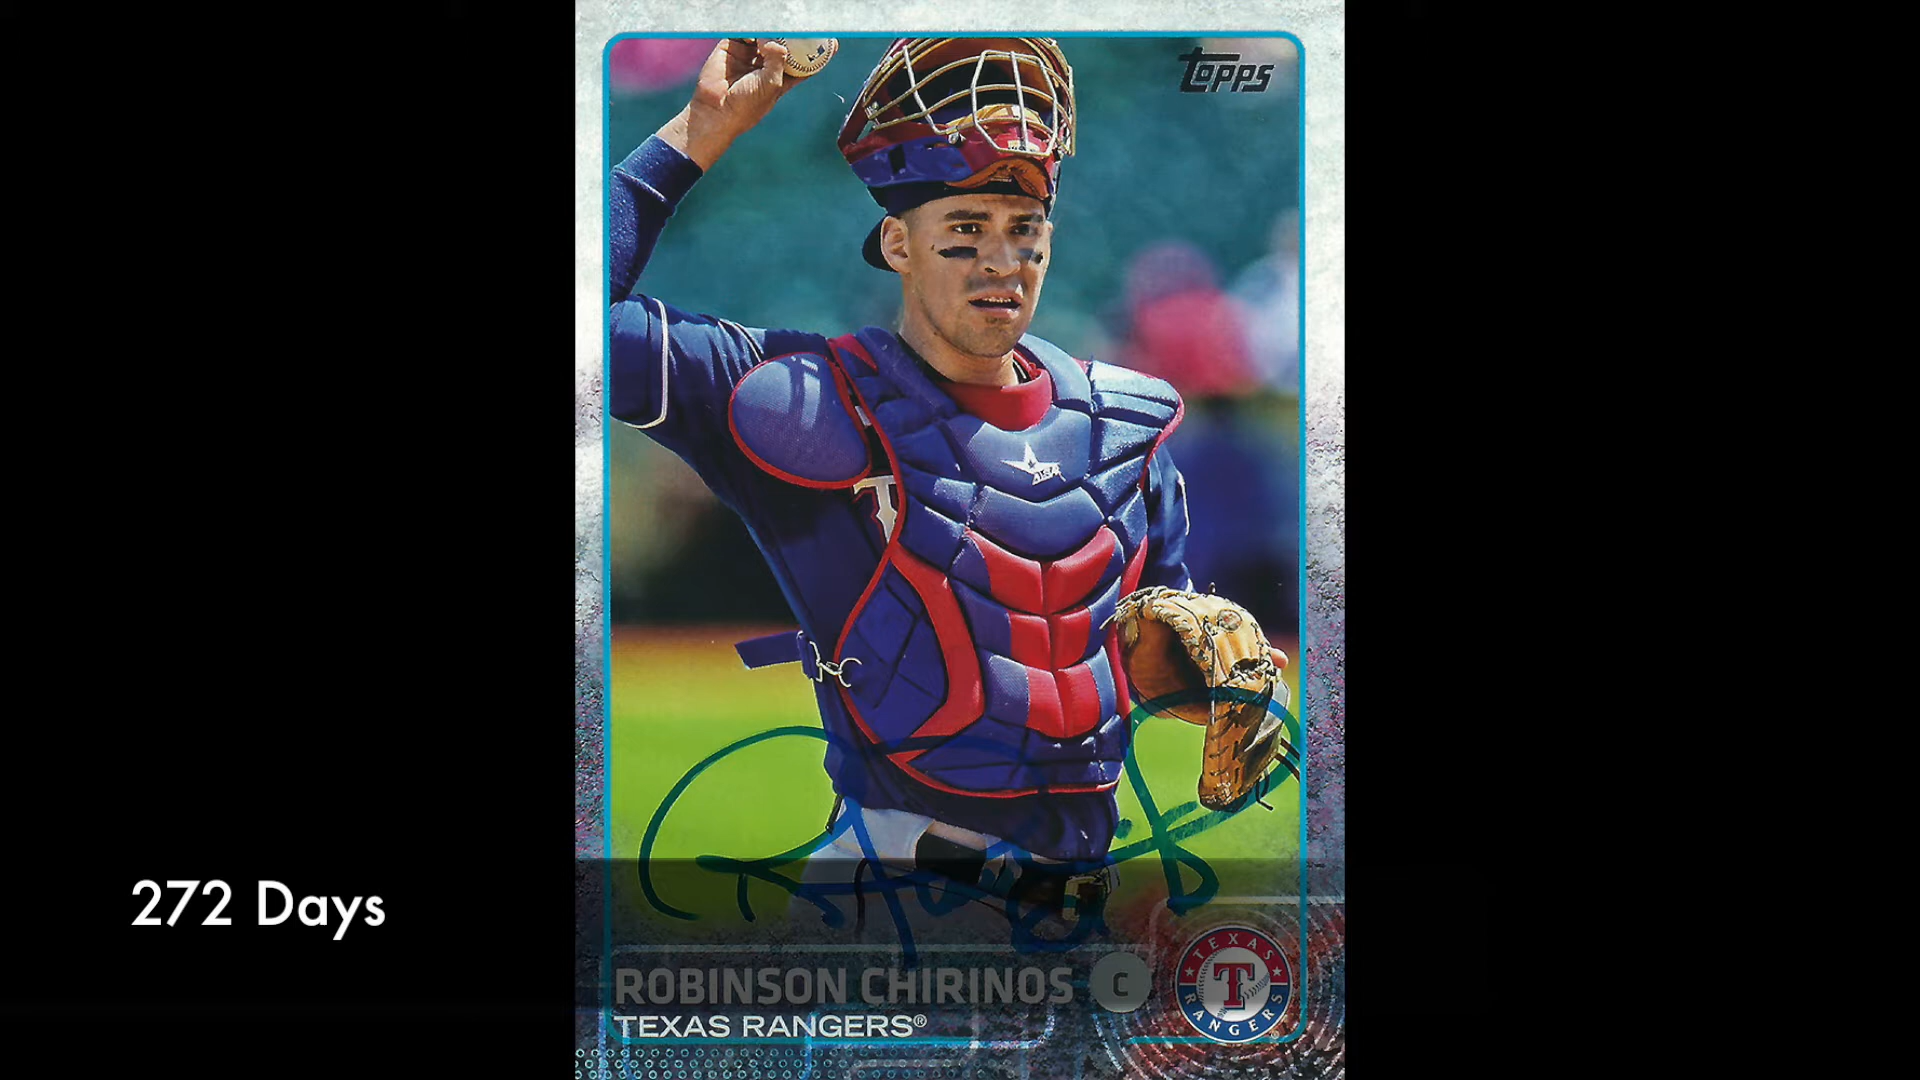 Topps
272 Days
ROBINSON CHIRINOS C
TEXAS RANGERS®
TEXAS
T
RANGERS